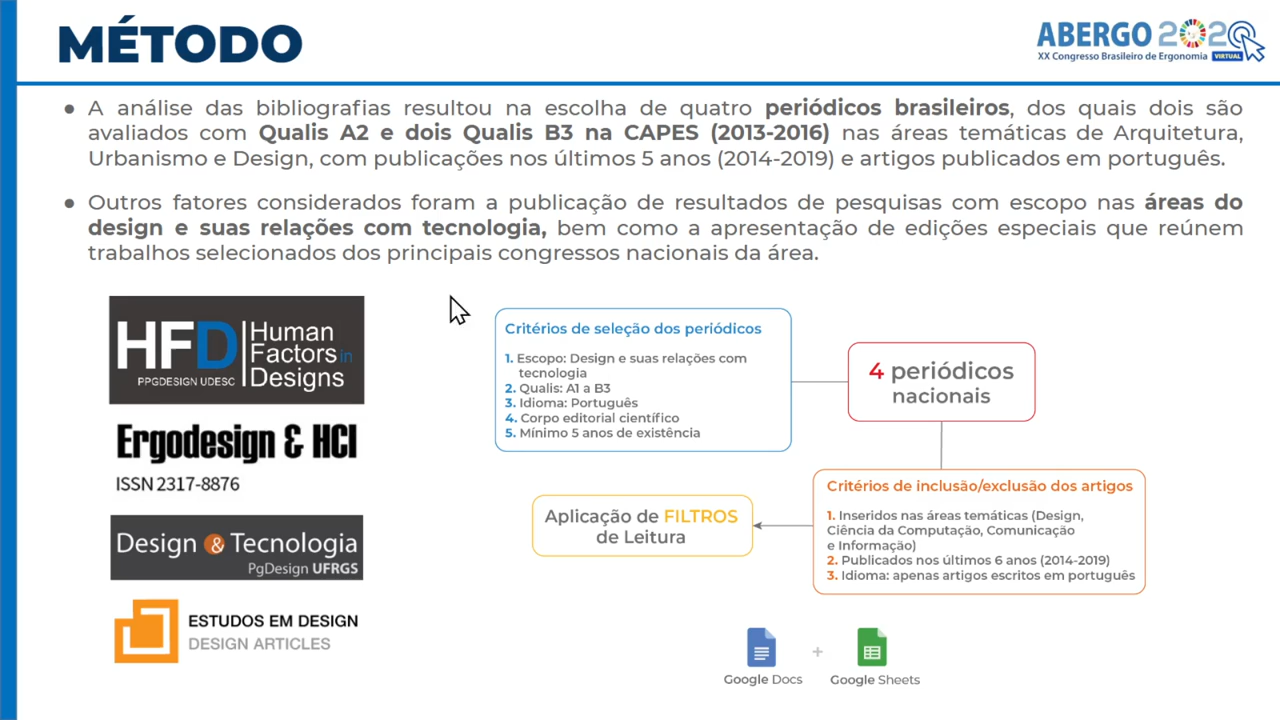 MÉTODO
ABERGO 2020
XX Congresso Brasileiro de Ergonomia VIRTUAL
● A análise das bibliografias resultou na escolha de quatro periódicos brasileiros, dos quais dois são
avaliados com Qualis A2 e dois Qualis B3 na CAPES (2013-2016) nas áreas temáticas de Arquitetura,
Urbanismo e Design, com publicações nos últimos 5 anos (2014-2019) e artigos publicados em português.
● Outros fatores considerados foram a publicação de resultados de pesquisas com escopo nas áreas do
design e suas relações com tecnologia, bem como a apresentação de edições especiais que reúnem
trabalhos selecionados dos principais congressos nacionais da área.
HFD
PPGDESIGN UDESC
Human
Factors in
Designs
Ergodesign & HCI
ISSN 2317-8876
Design & Tecnologia
PgDesign UFRGS
ESTUDOS EM DESIGN
DESIGN ARTICLES
Critérios de seleção dos periódicos
1. Escopo: Design e suas relações com
tecnologia
2. Qualis: A1 a B3
3. Idioma: Português
4. Corpo editorial científico
5. Mínimo 5 anos de existência
4 periódicos
nacionais
Critérios de inclusão/exclusão dos artigos
1. Inseridos nas áreas temáticas (Design,
Ciência da Computação, Comunicação
e Informação)
2. Publicados nos últimos 6 anos (2014-2019)
3. Idioma: apenas artigos escritos em português
Aplicação de FILTROS
de Leitura
Google Docs + Google Sheets